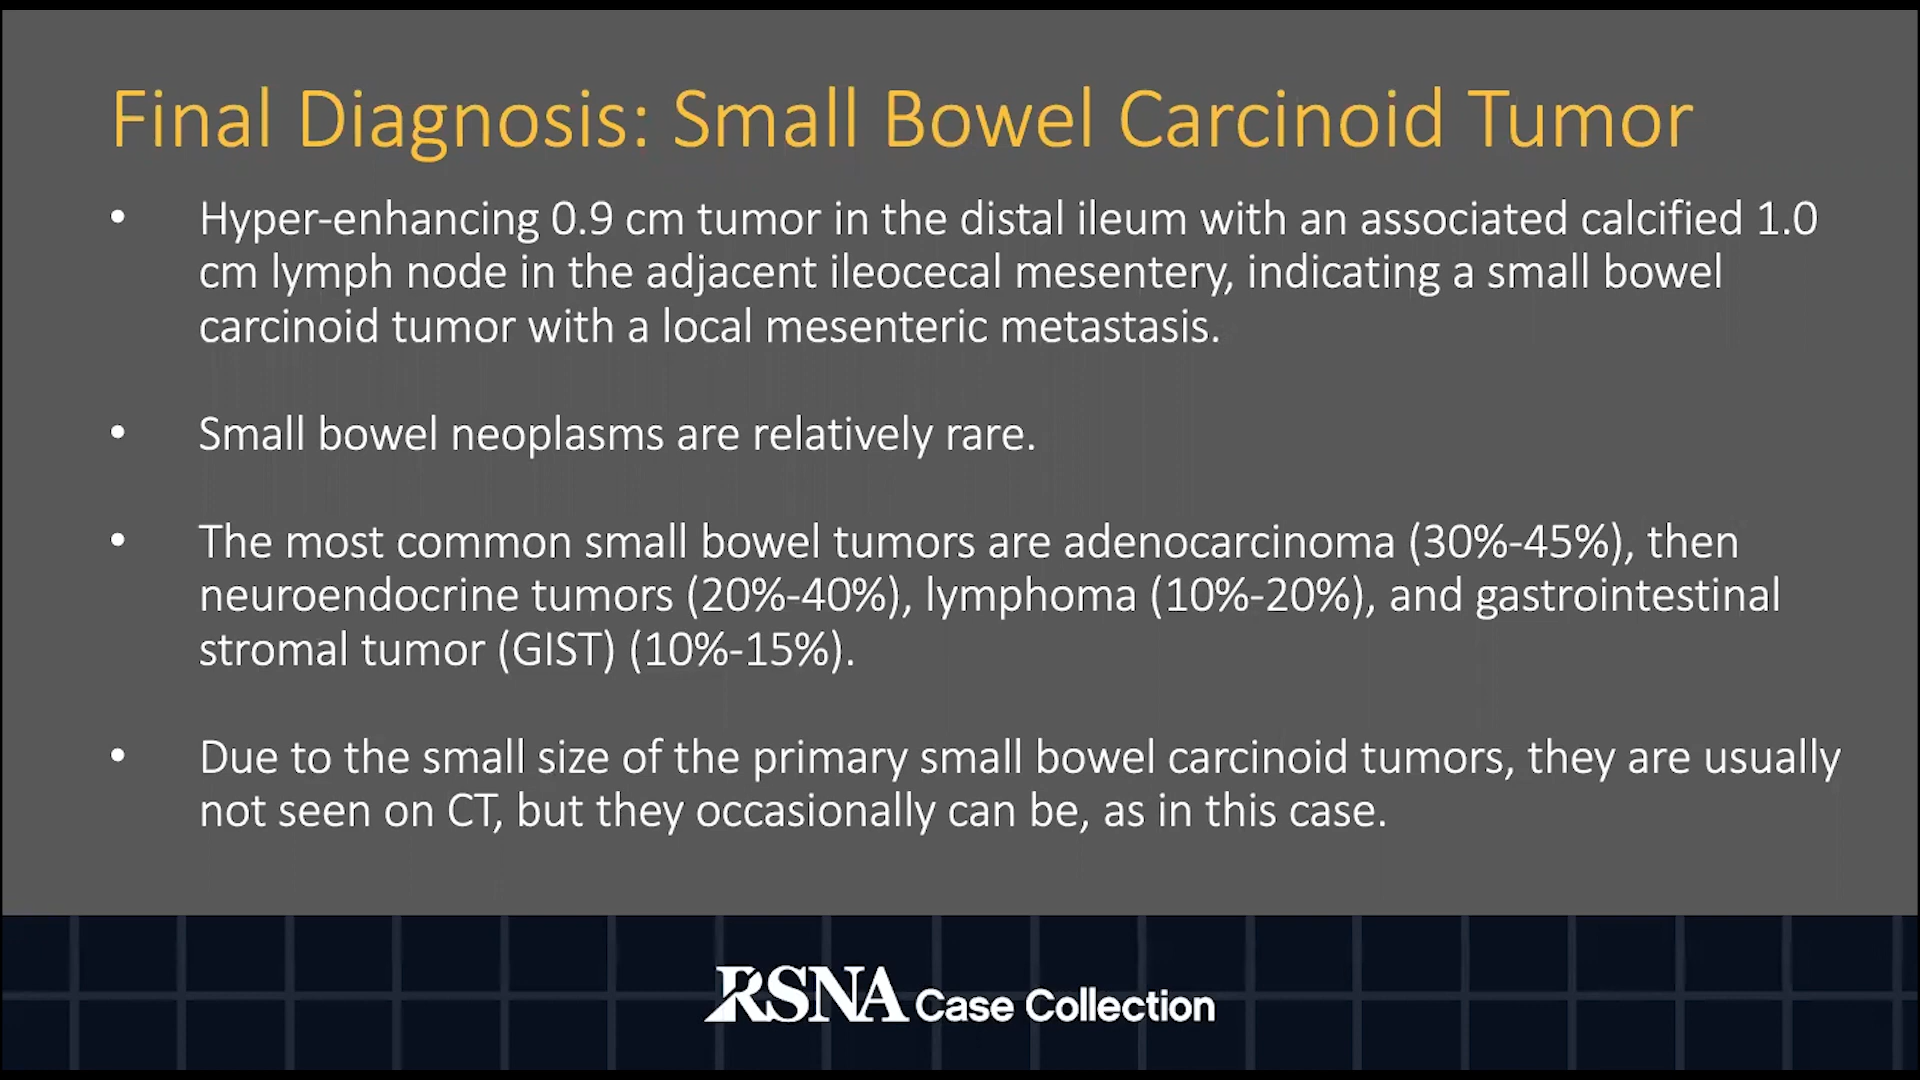 Final Diagnosis: Small Bowel Carcinoid Tumor
• Hyper-enhancing 0.9 cm tumor in the distal ileum with an associated calcified 1.0
cm lymph node in the adjacent ileocecal mesentery, indicating a small bowel
carcinoid tumor with a local mesenteric metastasis.
• Small bowel neoplasms are relatively rare.
• The most common small bowel tumors are adenocarcinoma (30%-45%), then
neuroendocrine tumors (20%-40%), lymphoma (10%-20%), and gastrointestinal
stromal tumor (GIST) (10%-15%).
• Due to the small size of the primary small bowel carcinoid tumors, they are usually
not seen on CT, but they occasionally can be, as in this case.
RSNA Case Collection